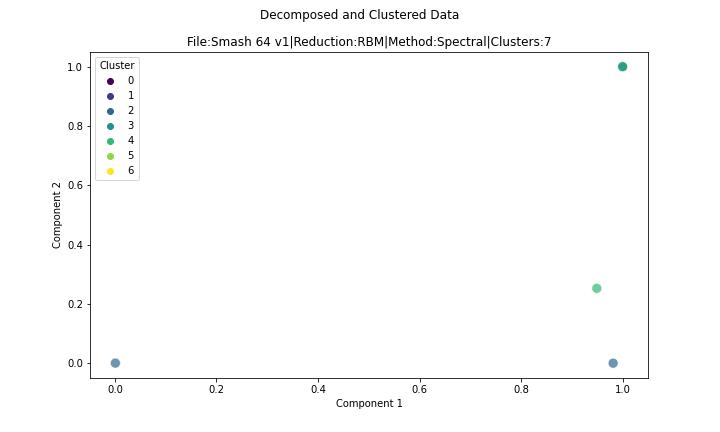 Decomposed and Clustered Data
File:Smash 64 v1|Reduction:RBM|Method:Spectral|Clusters:7
Cluster
0
1
2
3
4
5
6
1.0
0.8
0.6
0.4
0.2
0.0
Component 2
0.0 0.2 0.4 0.6 0.8 1.0
Component 1